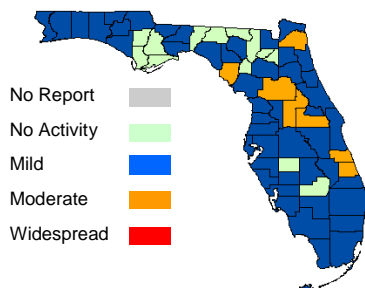 No Report
No Activity
Mild
Moderate
Widespread